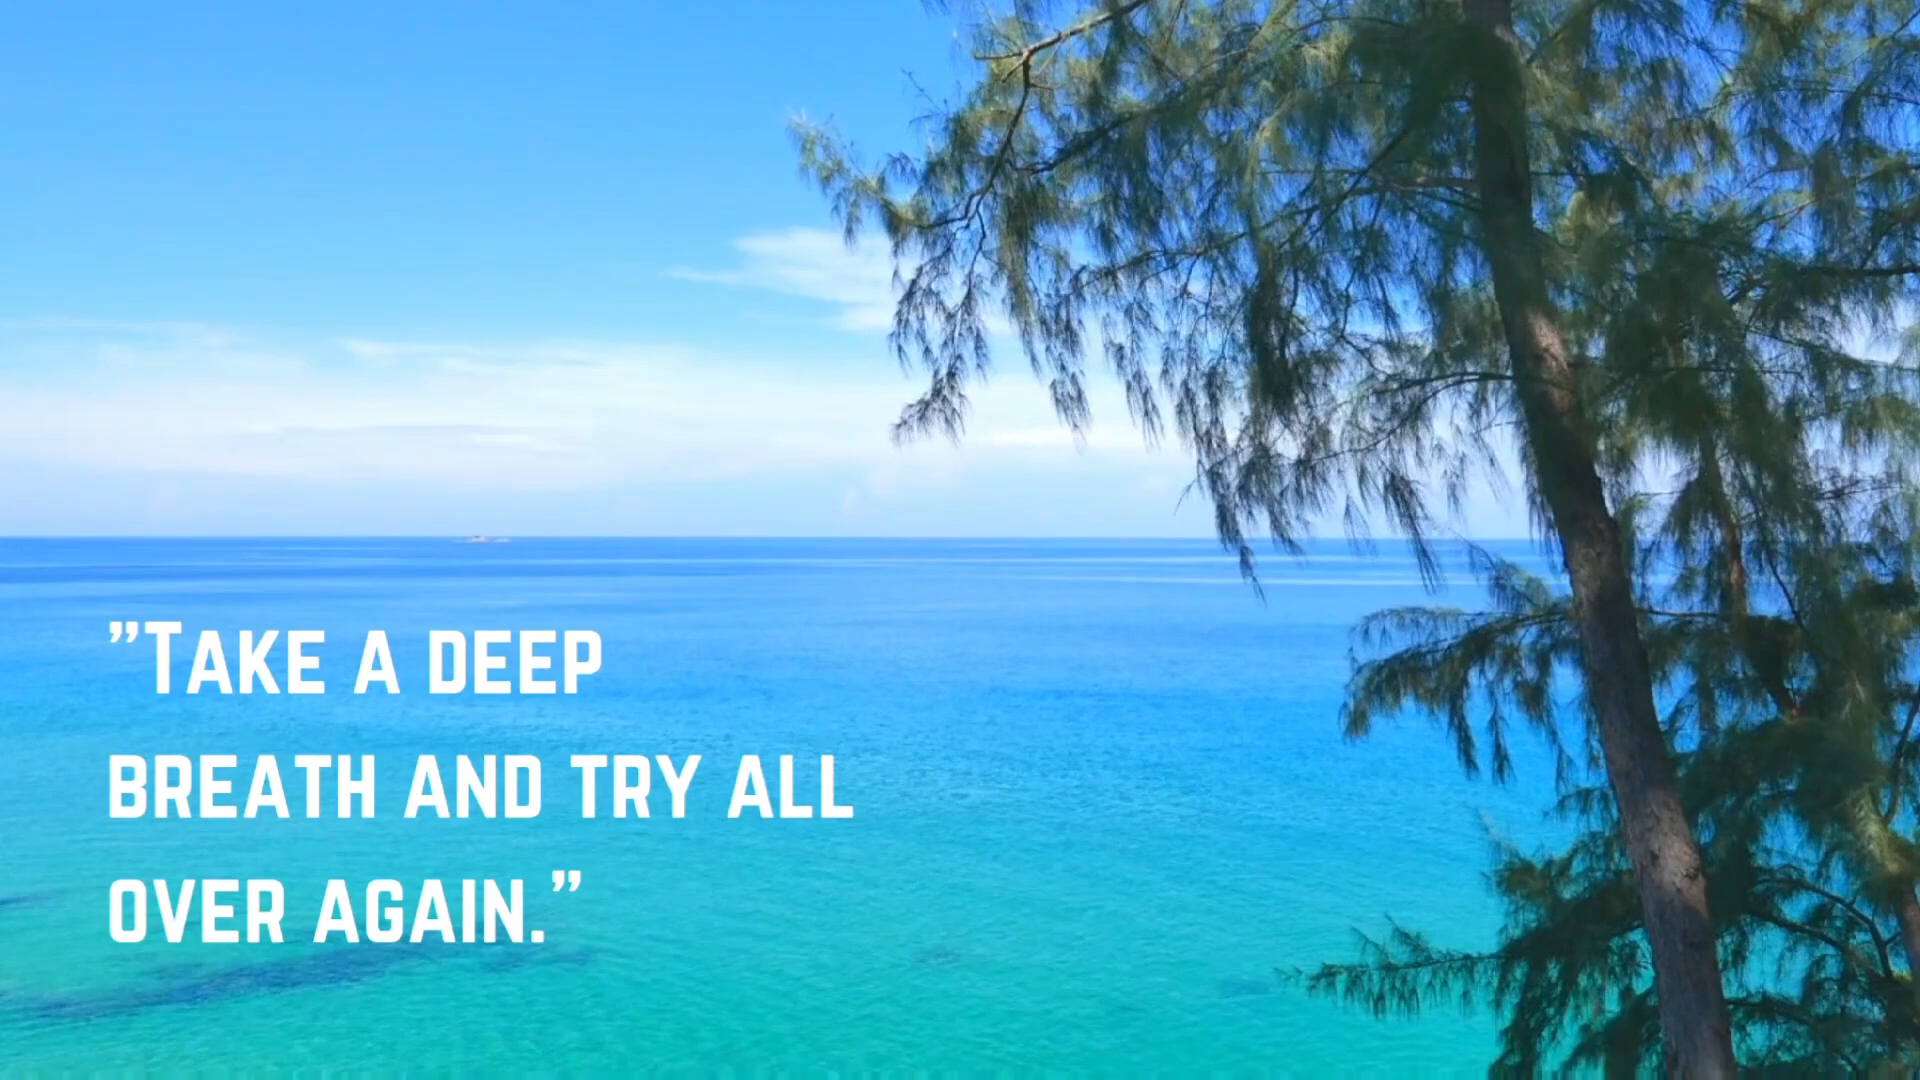 ”Take a deep
breath and try all
over again.”